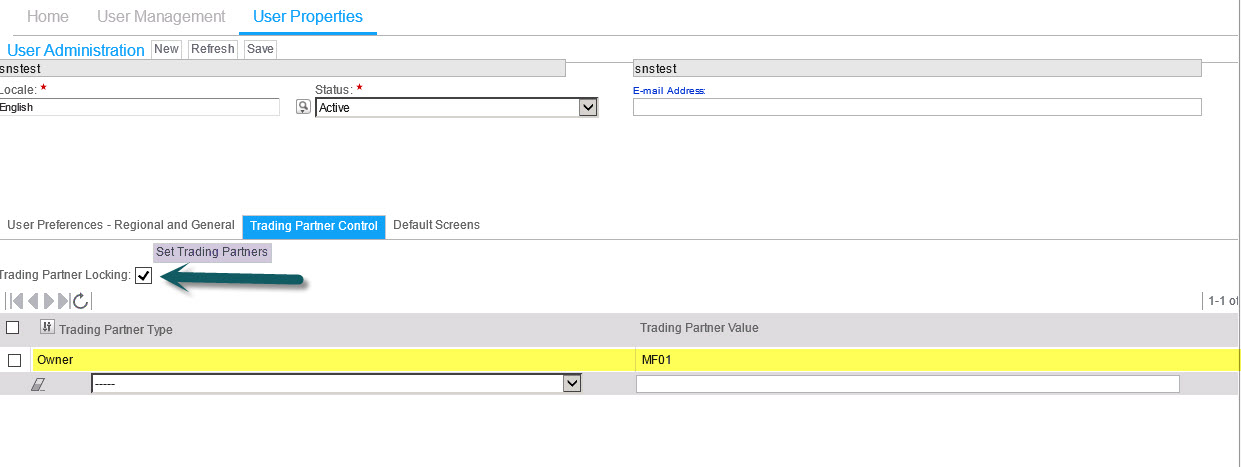 Home User Management User Properties
User Administration New Refresh Save
snstest snstest
Locale: * Status: * E-mail Address:
English Active
User Preferences - Regional and General Trading Partner Control Default Screens
Set Trading Partners
Trading Partner Locking:
1-1 of
Trading Partner Type Trading Partner Value
Owner MF01
-----